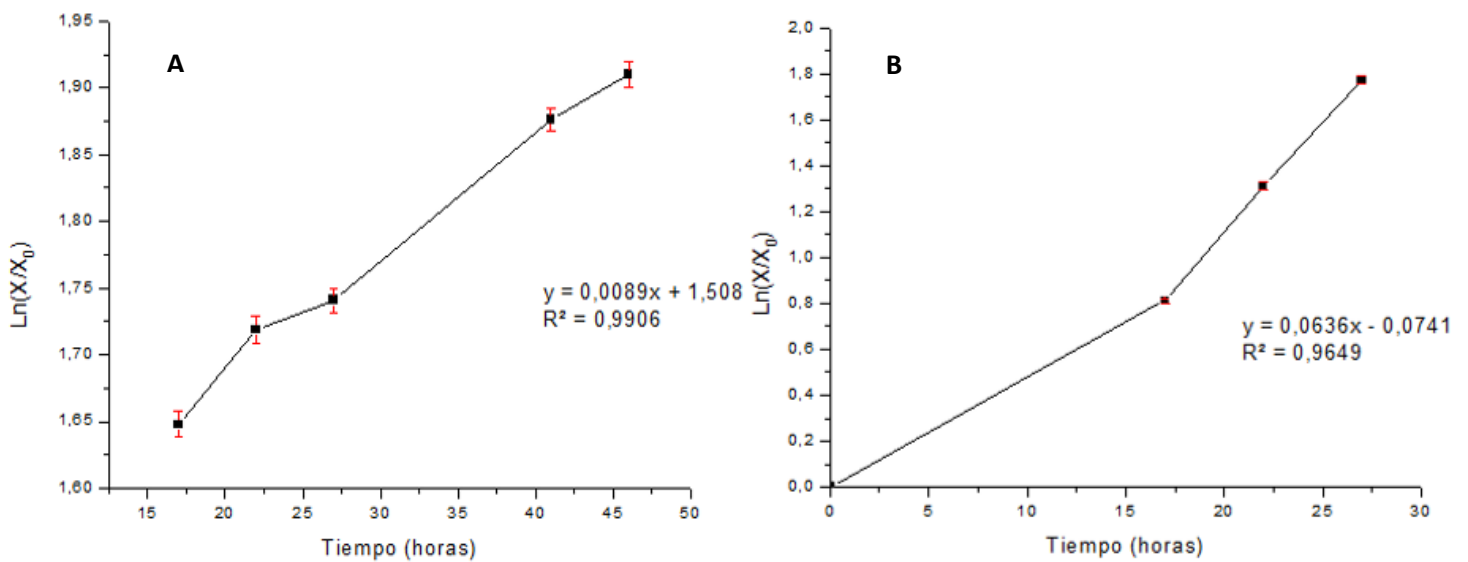 A
1,95
1,90
1,85
1,80
1,75
1,70
1,65
1,60
Ln(X/X₀)
15 20 25 30 35 40 45 50
Tiempo (horas)
y = 0,0089x + 1,508
R² = 0,9906
B
2,0
1,8
1,6
1,4
1,2
1,0
0,8
0,6
0,4
0,2
0,0
Ln(X/X₀)
0 5 10 15 20 25 30
Tiempo (horas)
y = 0,0636x - 0,0741
R² = 0,9649